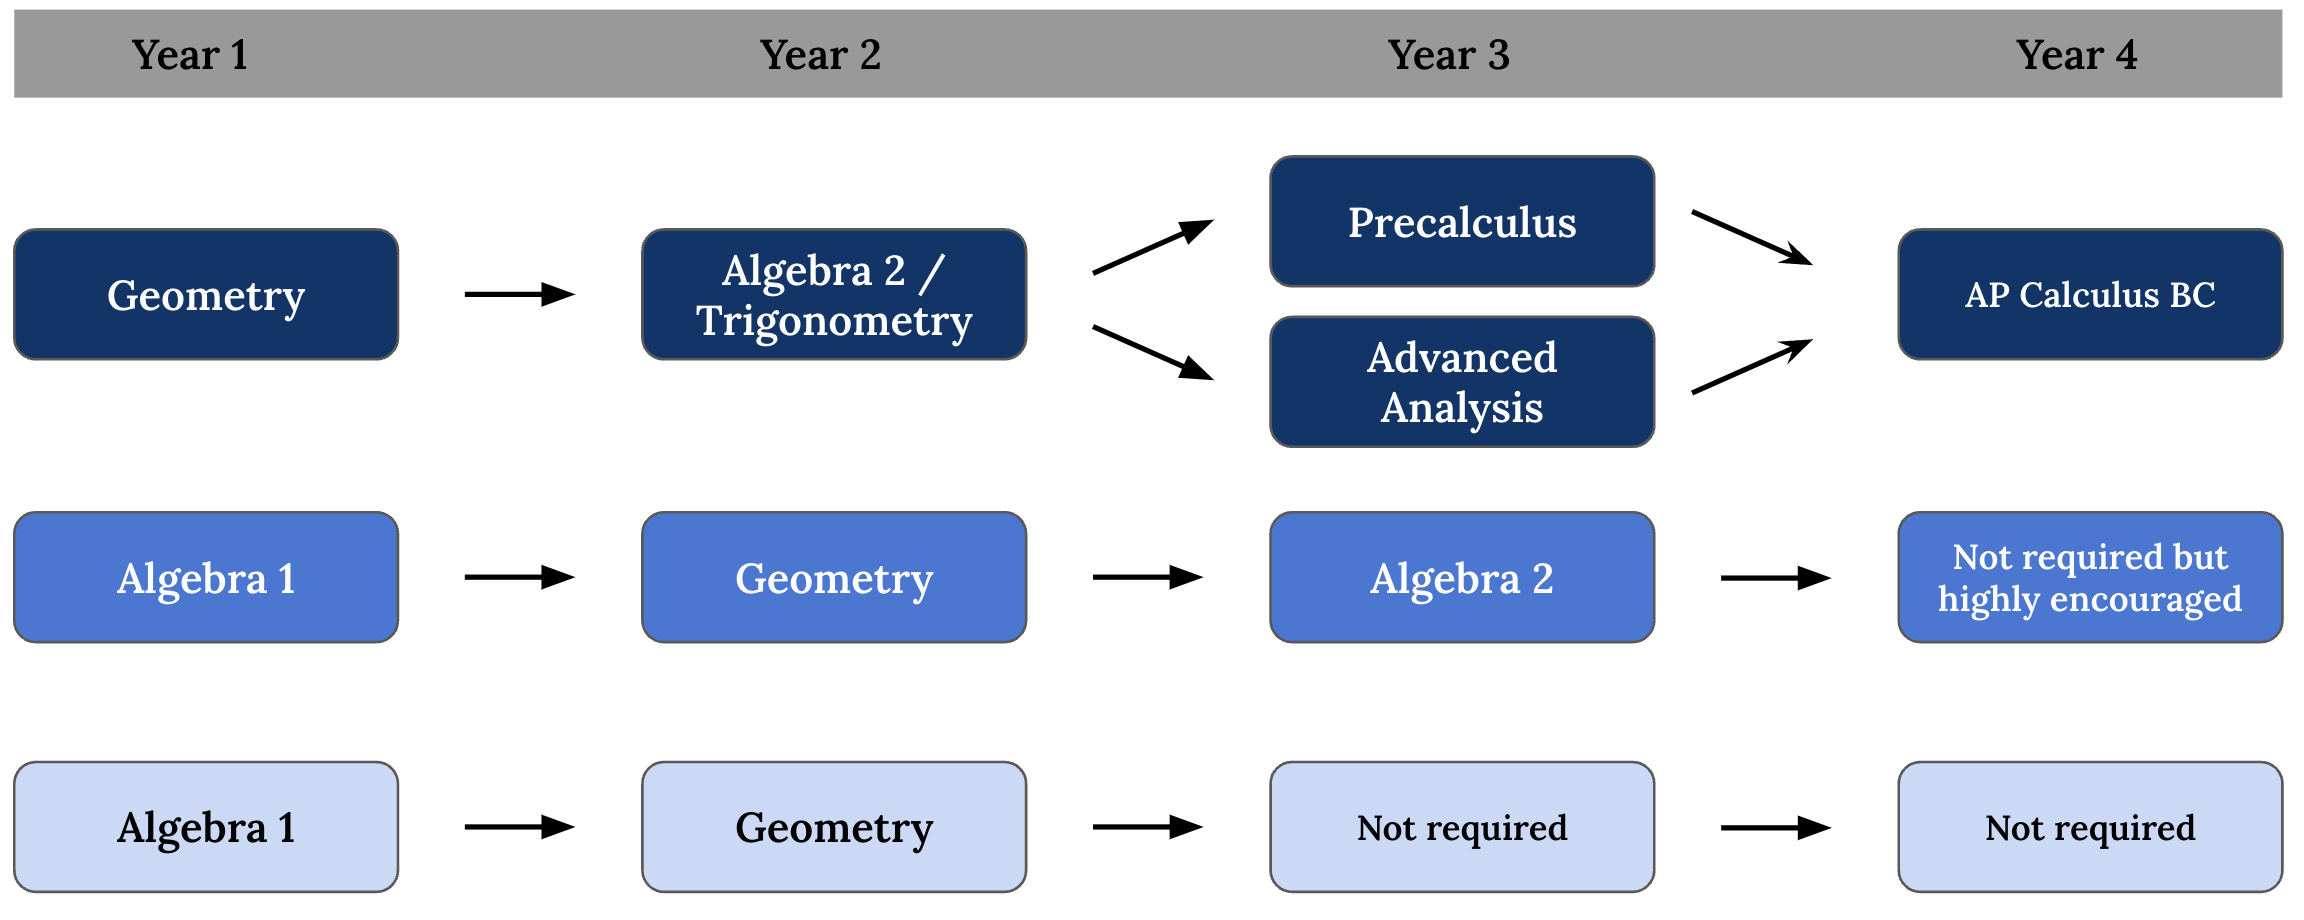 Year 1
Year 2
Year 3
Year 4
Geometry
Algebra 2 /
Trigonometry
Precalculus
Advanced
Analysis
AP Calculus BC
Algebra 1
Geometry
Algebra 2
Not required but
highly encouraged
Algebra 1
Geometry
Not required
Not required